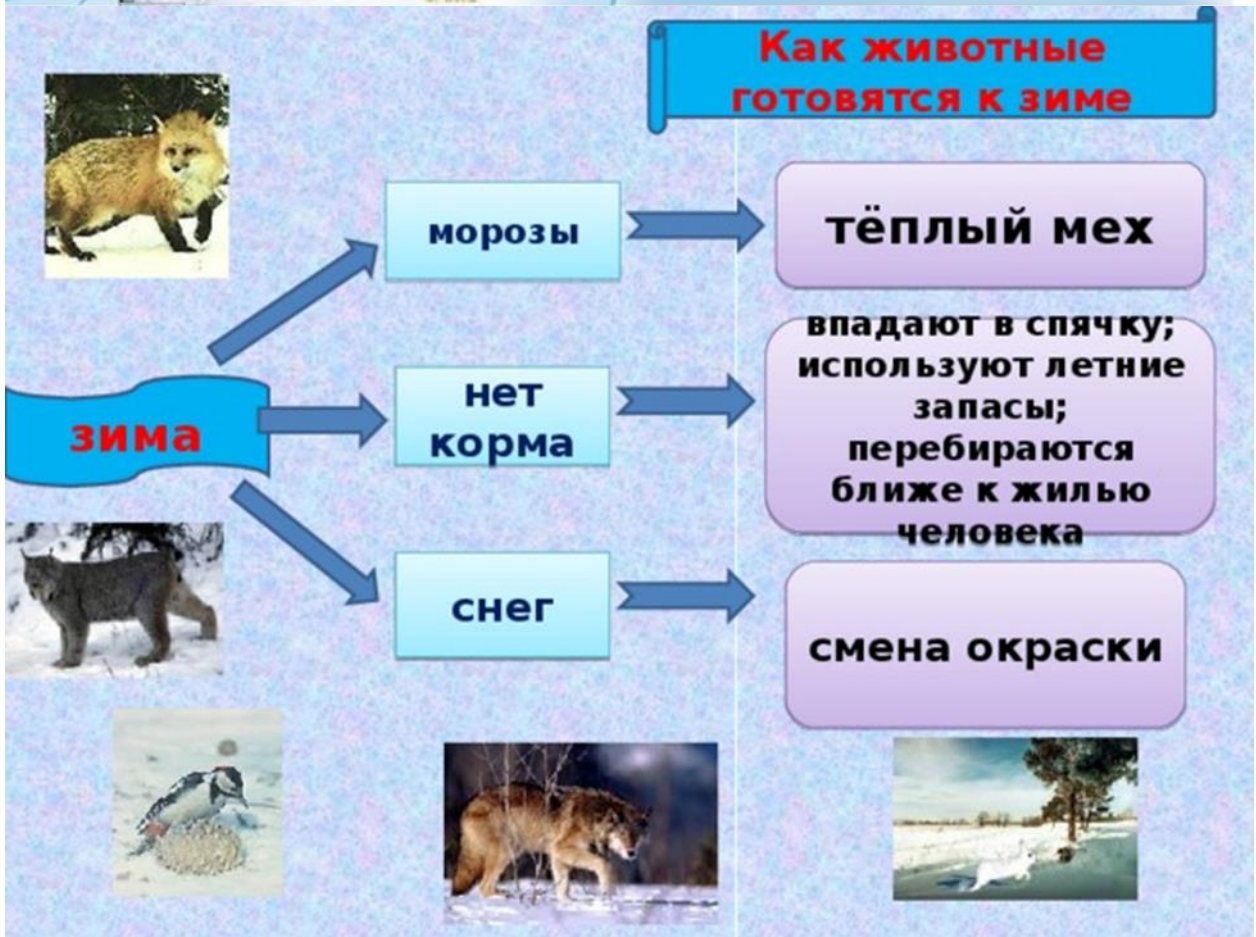 Как животные
готовятся к зиме
морозы
тёплый мех
зима
нет
корма
впадают в спячку;
используют летние
запасы;
перебираются
ближе к жилью
человека
снег
смена окраски